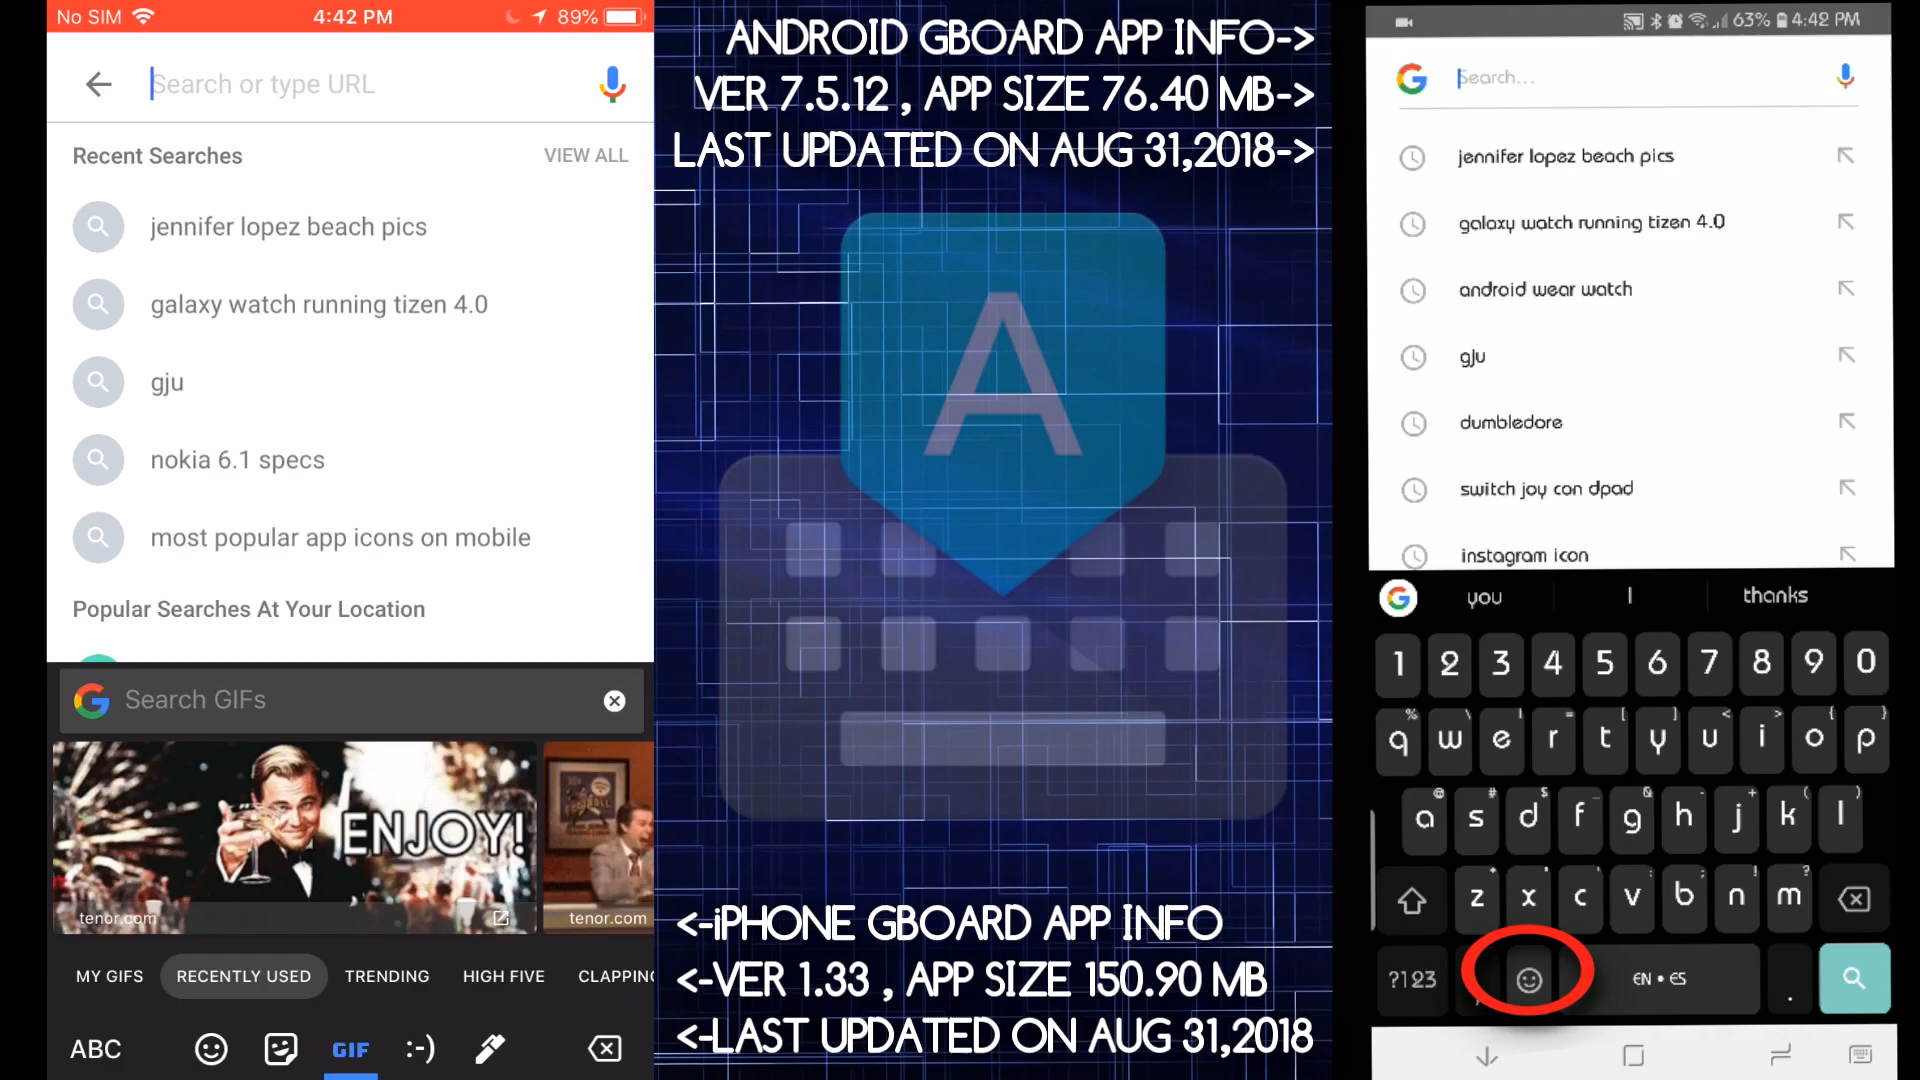 No SIM 4:42 PM 89%
Search or type URL
Recent Searches VIEW ALL
jennifer lopez beach pics
galaxy watch running tizen 4.0
gju
nokia 6.1 specs
most popular app icons on mobile
Popular Searches At Your Location
Search GIFs
ENJOY!
tenor.com
tenor.com
MY GIFS RECENTLY USED TRENDING HIGH FIVE CLAPPING
ABC GIF :-)
ANDROID GBOARD APP INFO->
VER 7.5.12 , APP SIZE 76.40 MB->
LAST UPDATED ON AUG 31,2018->
A
<-iPHONE GBOARD APP INFO
<-VER 1.33 , APP SIZE 150.90 MB
<-LAST UPDATED ON AUG 31,2018
63% 4:42 PM
Search...
jennifer lopez beach pics
galaxy watch running tizen 4.0
android wear watch
gju
dumbledore
switch joy con dpad
instagram icon
G you I thanks
1 2 3 4 5 6 7 8 9 0
q w e r t y u i o p
a s d f g h j k l
z x c v b n m
?123 , EN • ES .